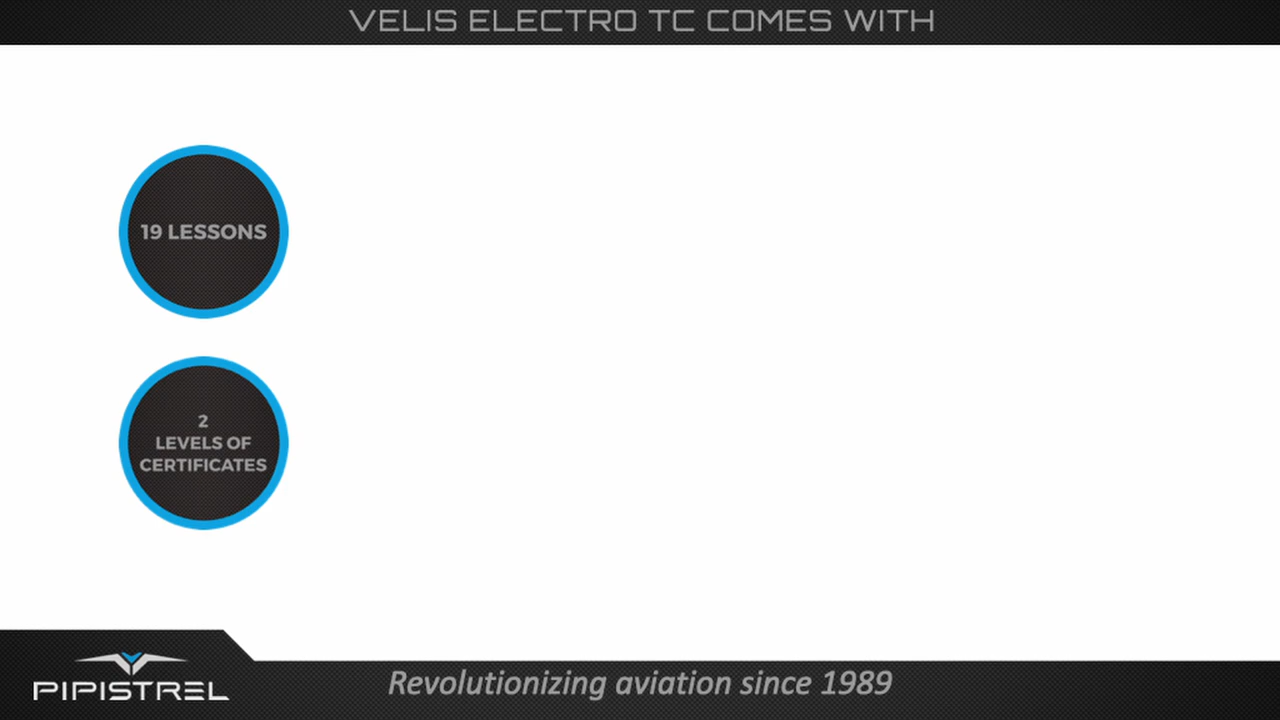 VELIS ELECTRO TC COMES WITH
19 LESSONS
2
LEVELS OF
CERTIFICATES
PIPISTREL
Revolutionizing aviation since 1989